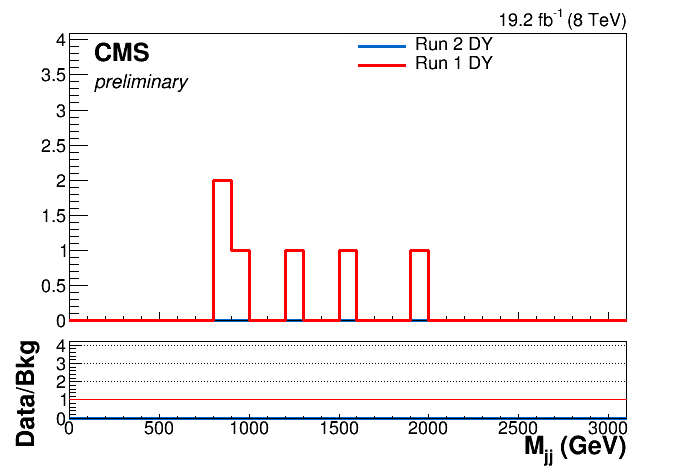 19.2 fb-1 (8 TeV)
CMS
preliminary
Run 2 DY
Run 1 DY
4
3.5
3
2.5
2
1.5
1
0.5
0
Data/Bkg
4
3
2
1
0
0 500 1000 1500 2000 2500 3000
Mjj (GeV)